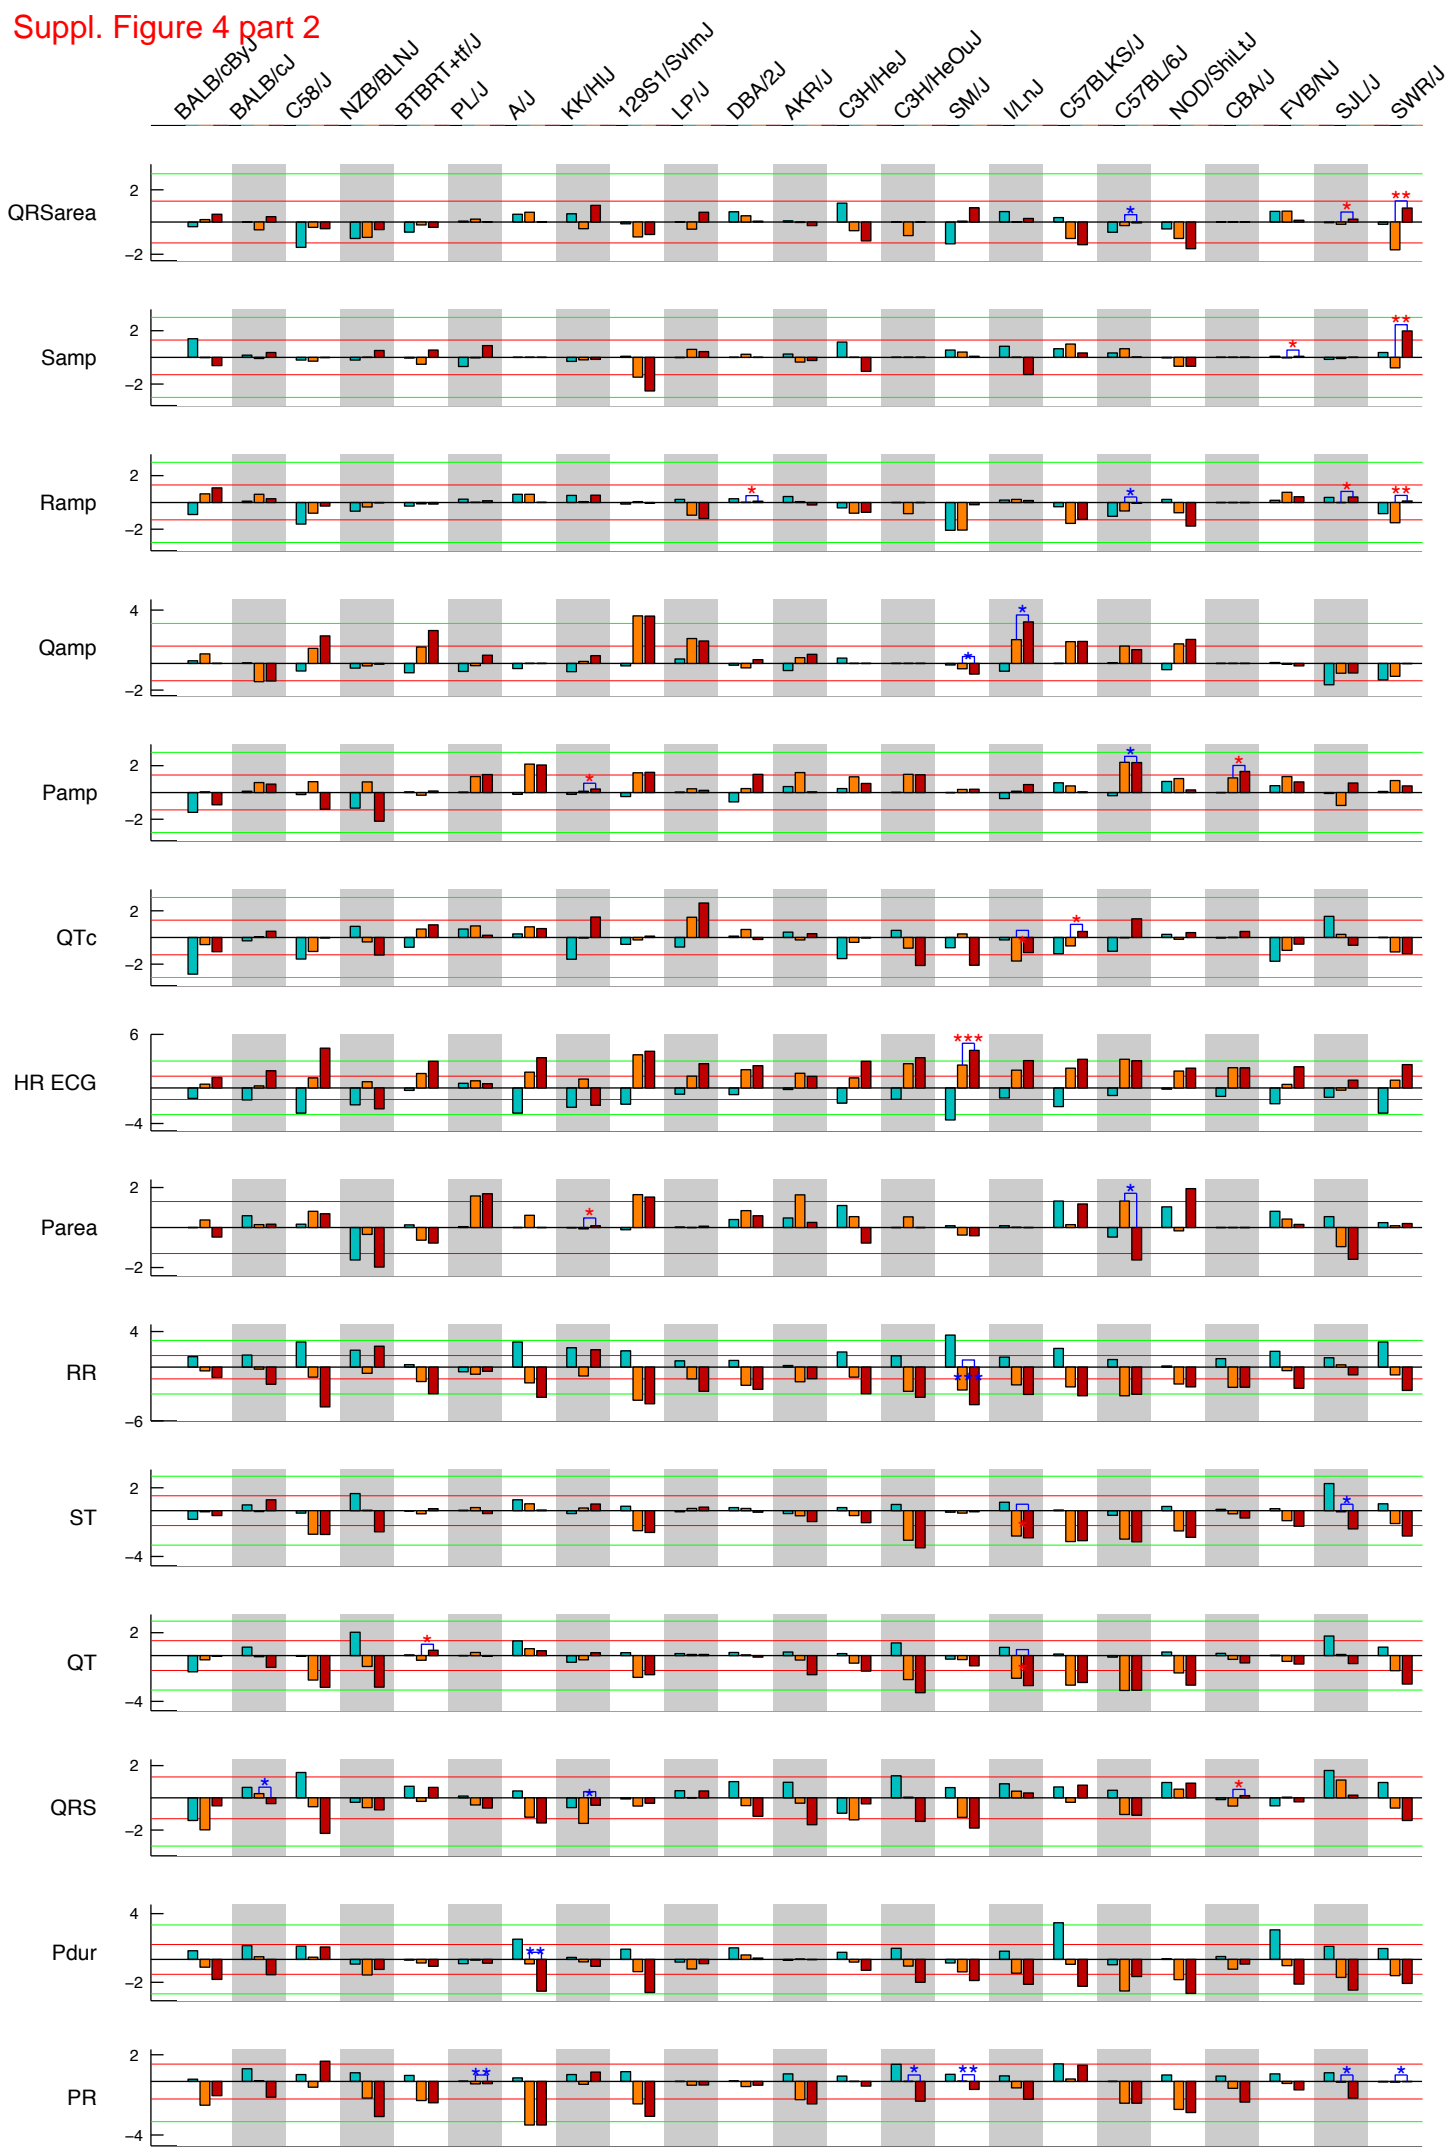 Suppl. Figure 4 part 2
BALB/cByJ
BALB/cJ
C58/J
NZB/BLNJ
BTBRT+tf/J
PL/J
A/J
KK/HIJ
129S1/SvImJ
LP/J
DBA/2J
AKR/J
C3H/HeJ
C3H/HeOuJ
SM/J
I/LnJ
C57BLKS/J
C57BL/6J
NOD/ShiLtJ
CBA/J
FVB/NJ
SJL/J
SWR/J
QRSarea
2
−2
* * * **
Samp
2
−2
* **
Ramp
2
−2
* * * **
Qamp
4
−2
* *
Pamp
2
−2
* * *
QTc
2
−2
* *
HR ECG
6
−4
***
Parea
2
−2
* *
RR
4
−6
***
ST
2
−4
* *
QT
2
−4
* *
QRS
2
−2
* * *
Pdur
4
−2
**
PR
2
−4
** * ** * *